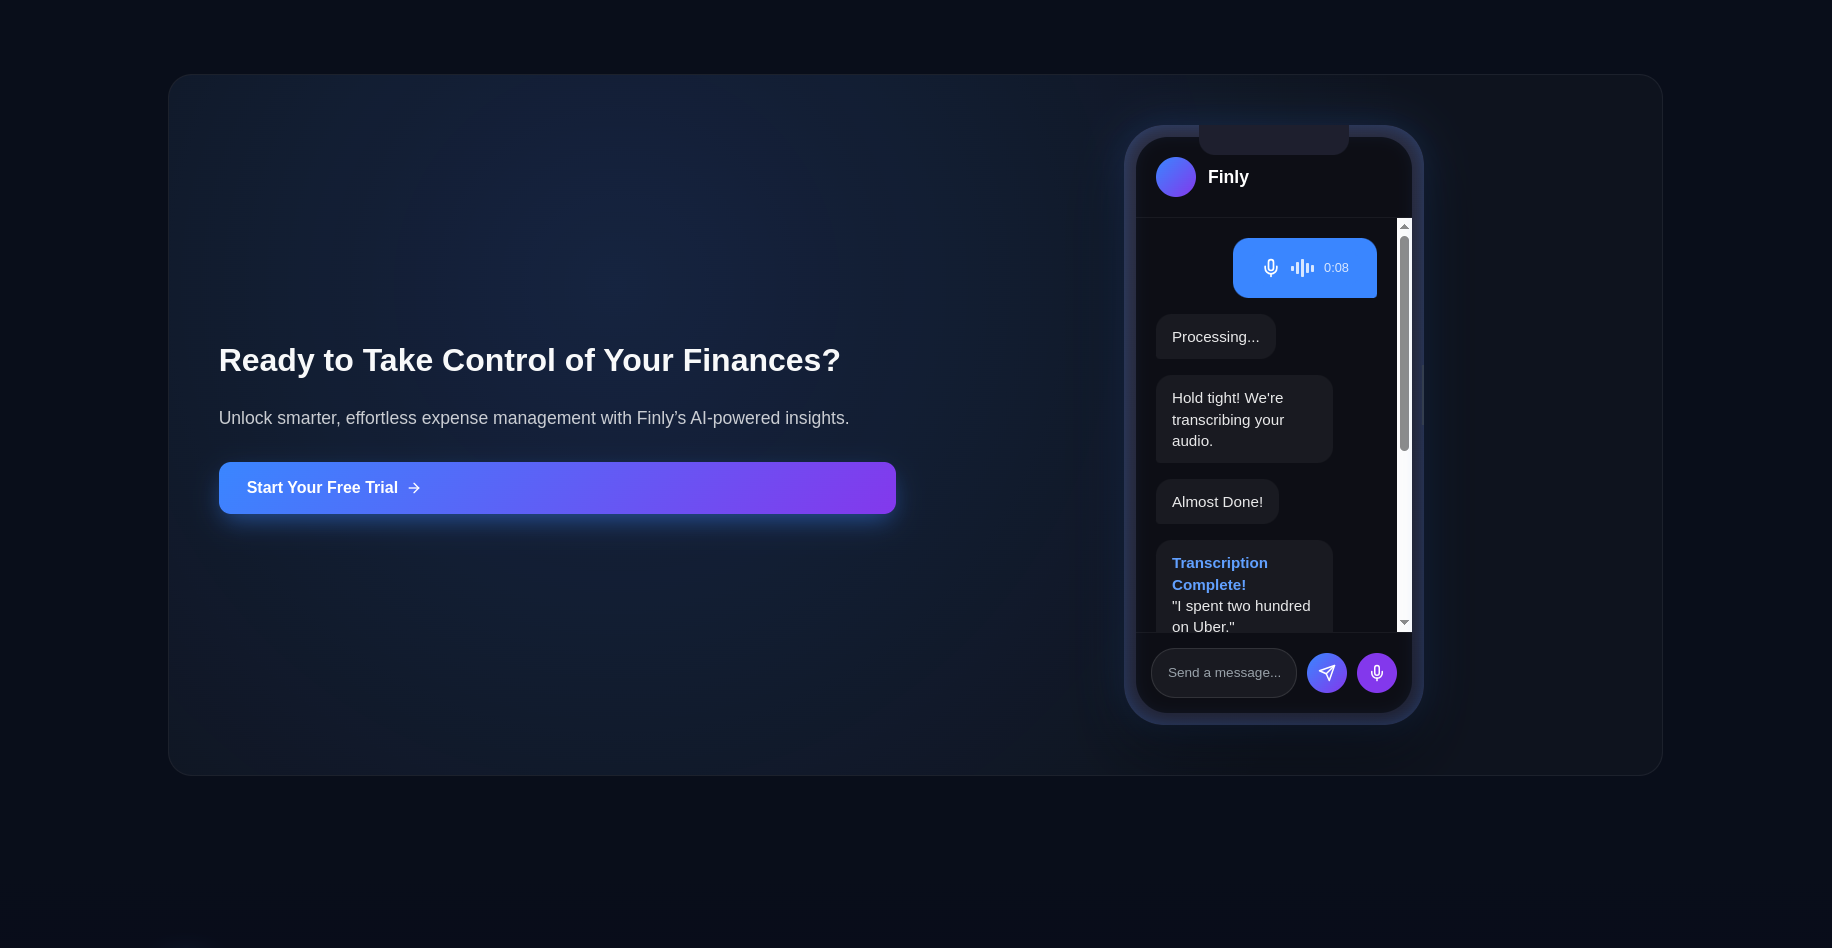 Ready to Take Control of Your Finances?
Unlock smarter, effortless expense management with Finly’s AI-powered insights.
Start Your Free Trial
Finly
0:08
Processing...
Hold tight! We're
transcribing your
audio.
Almost Done!
Transcription
Complete!
"I spent two hundred
on Uber."
Send a message...